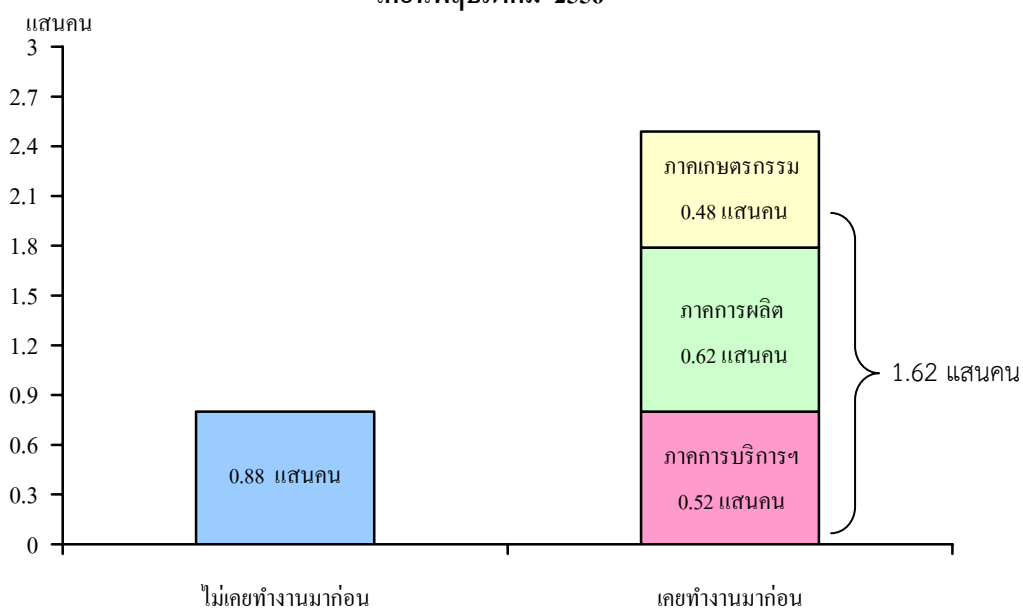 แสนคน
3
2.7
2.4
2.1
1.8
1.5
1.2
0.9
0.6
0.3
0
0.88 แสนคน
ภาคเกษตรกรรม
0.48 แสนคน
ภาคการผลิต
0.62 แสนคน
ภาคการบริการฯ
0.52 แสนคน
1.62 แสนคน
ไม่เคยทำงานมาก่อน
เคยทำงานมาก่อน